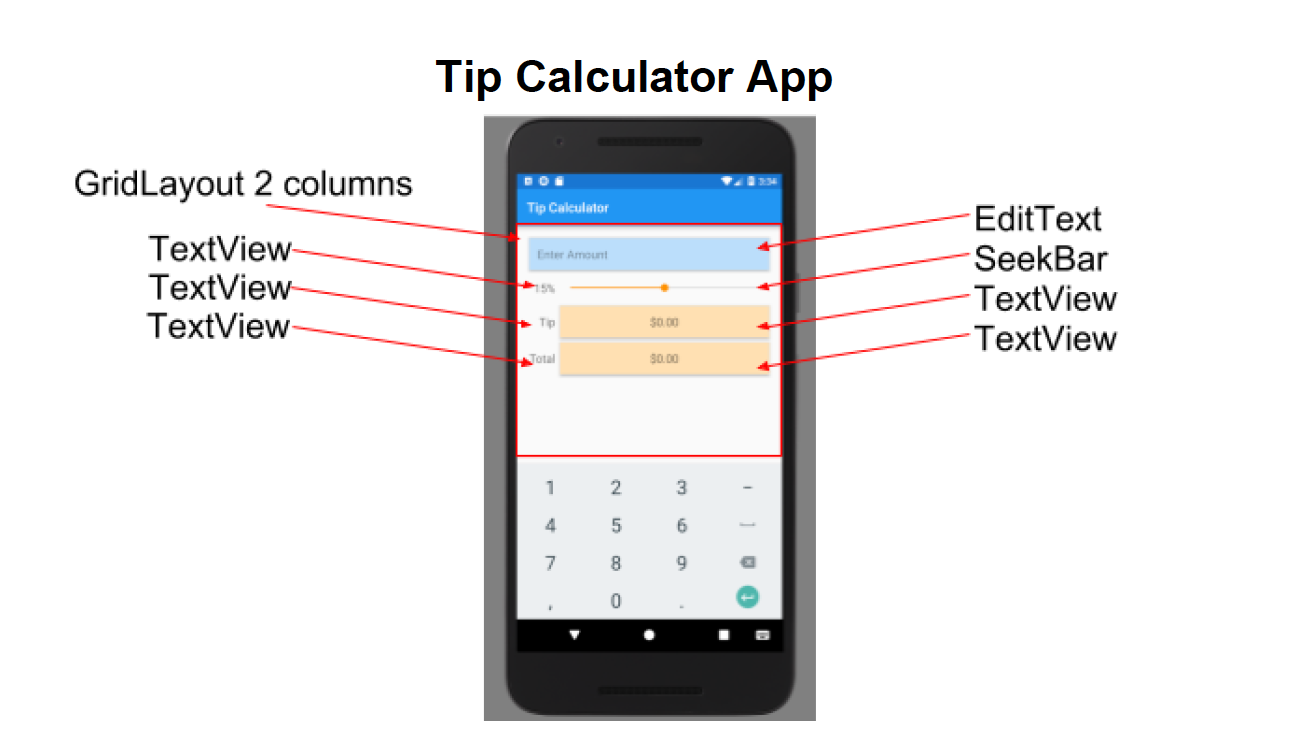 Tip Calculator App
GridLayout 2 columns
TextView
TextView
TextView
EditText
SeekBar
TextView
TextView
3:34
Tip Calculator
Enter Amount
15%
Tip $0.00
Total $0.00
1 2 3 -
4 5 6
7 8 9
, 0 .